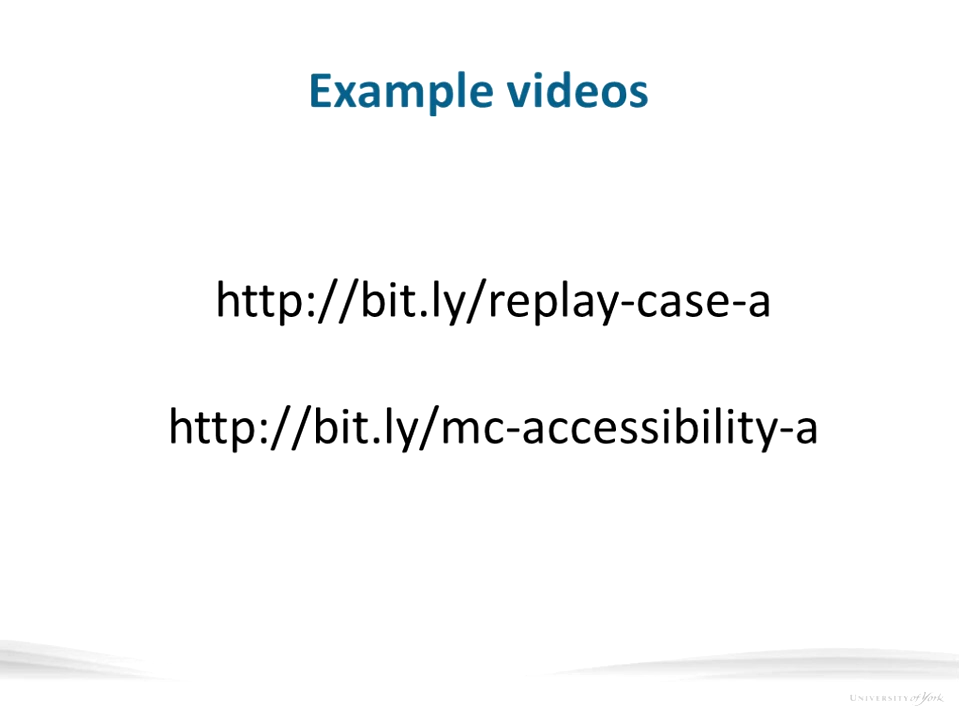 Example videos
http://bit.ly/replay-case-a
http://bit.ly/mc-accessibility-a
UNIVERSITY of York